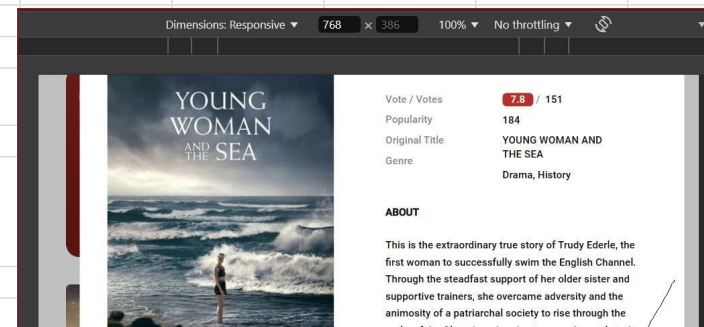 Dimensions: Responsive ▼ 768 × 386 100% ▼ No throttling ▼
YOUNG
WOMAN
AND THE SEA
Vote / Votes 7.8 / 151
Popularity 184
Original Title YOUNG WOMAN AND
THE SEA
Genre
Drama, History
ABOUT
This is the extraordinary true story of Trudy Ederle, the
first woman to successfully swim the English Channel.
Through the steadfast support of her older sister and
supportive trainers, she overcame adversity and the
animosity of a patriarchal society to rise through the